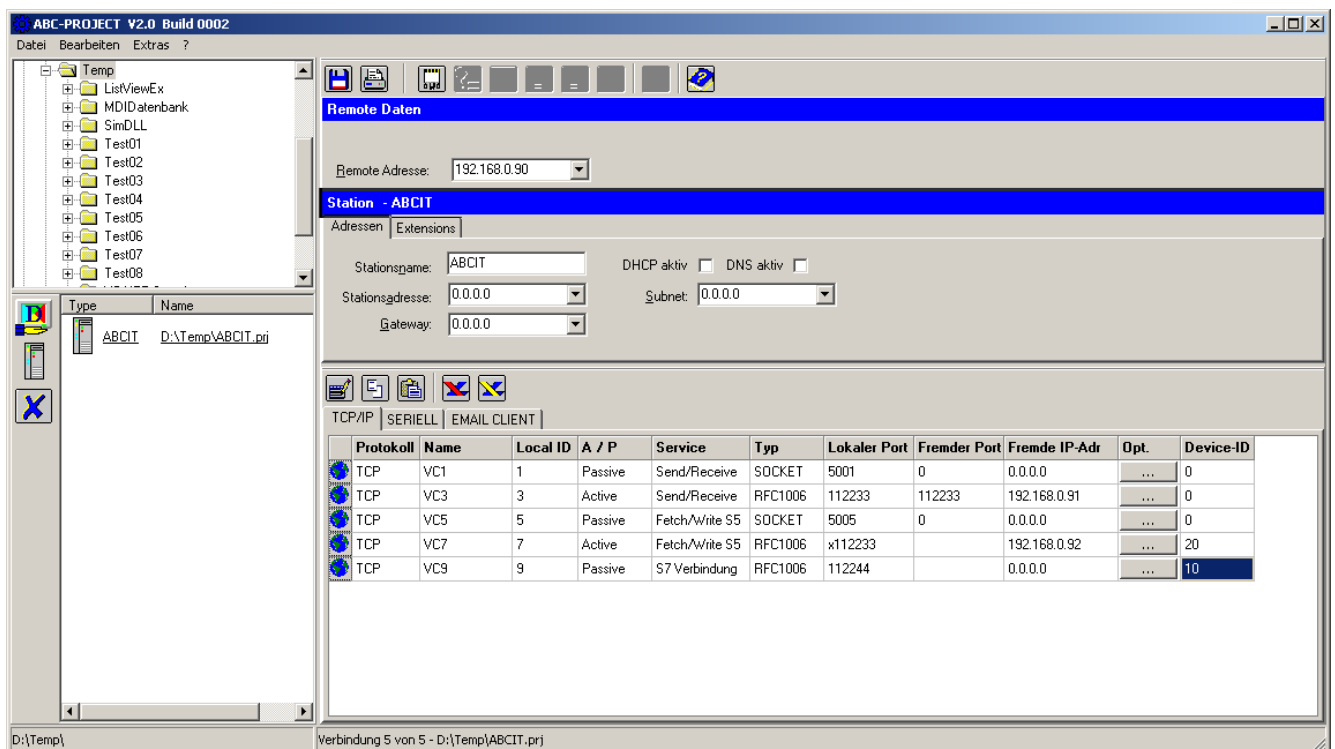 ABC-PROJECT V2.0 Build 0002
Datei Bearbeiten Extras ?
Temp
ListViewEx
MDIDatenbank
SimDLL
Test01
Test02
Test03
Test04
Test05
Test06
Test07
Test08
Type Name
ABCIT D:\Temp\ABCIT.prj
Remote Daten
Remote Adresse: 192.168.0.90
Station - ABCIT
Adressen Extensions
Stationsname: ABCIT DHCP aktiv DNS aktiv
Stationsadresse: 0.0.0.0 Subnet: 0.0.0.0
Gateway: 0.0.0.0
TCP/IP SERIELL EMAIL CLIENT
Protokoll Name Local ID A / P Service Typ Lokaler Port Fremder Port Fremde IP-Adr Opt. Device-ID
TCP VC1 1 Passive Send/Receive SOCKET 5001 0 0.0.0.0 ... 0
TCP VC3 3 Active Send/Receive RFC1006 112233 112233 192.168.0.91 ... 0
TCP VC5 5 Passive Fetch/Write S5 SOCKET 5005 0 0.0.0.0 ... 0
TCP VC7 7 Active Fetch/Write S5 RFC1006 x112233 192.168.0.92 ... 20
TCP VC9 9 Passive S7 Verbindung RFC1006 112244 0.0.0.0 ... 10
D:\Temp\ Verbindung 5 von 5 - D:\Temp\ABCIT.prj